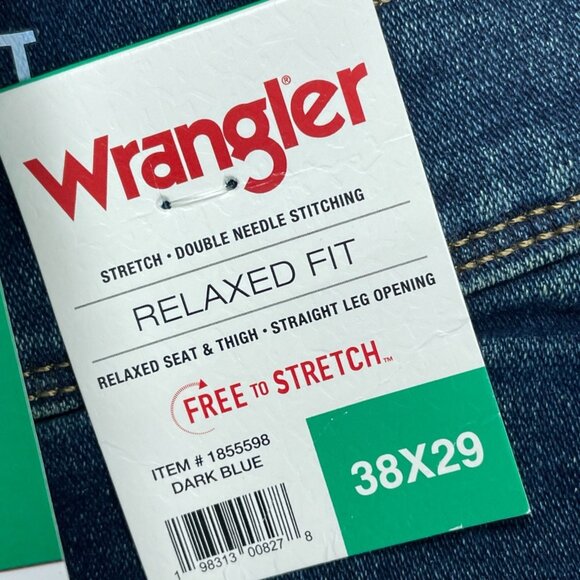 T
Wrangler®
STRETCH • DOUBLE NEEDLE STITCHING
RELAXED FIT
RELAXED SEAT & THIGH • STRAIGHT LEG OPENING
FREE TO STRETCH™
ITEM # 1855598
DARK BLUE
38X29
1 98313 00827 8